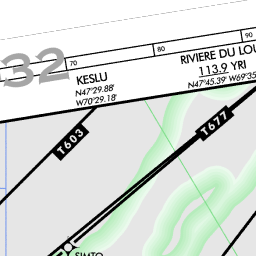 90
80
70
32
RIVIERE DU LOU
113.9 YRI
N47°45.39' W69°35
KESLU
N47°29.88'
W70°29.18'
T677
T603
SIMTO